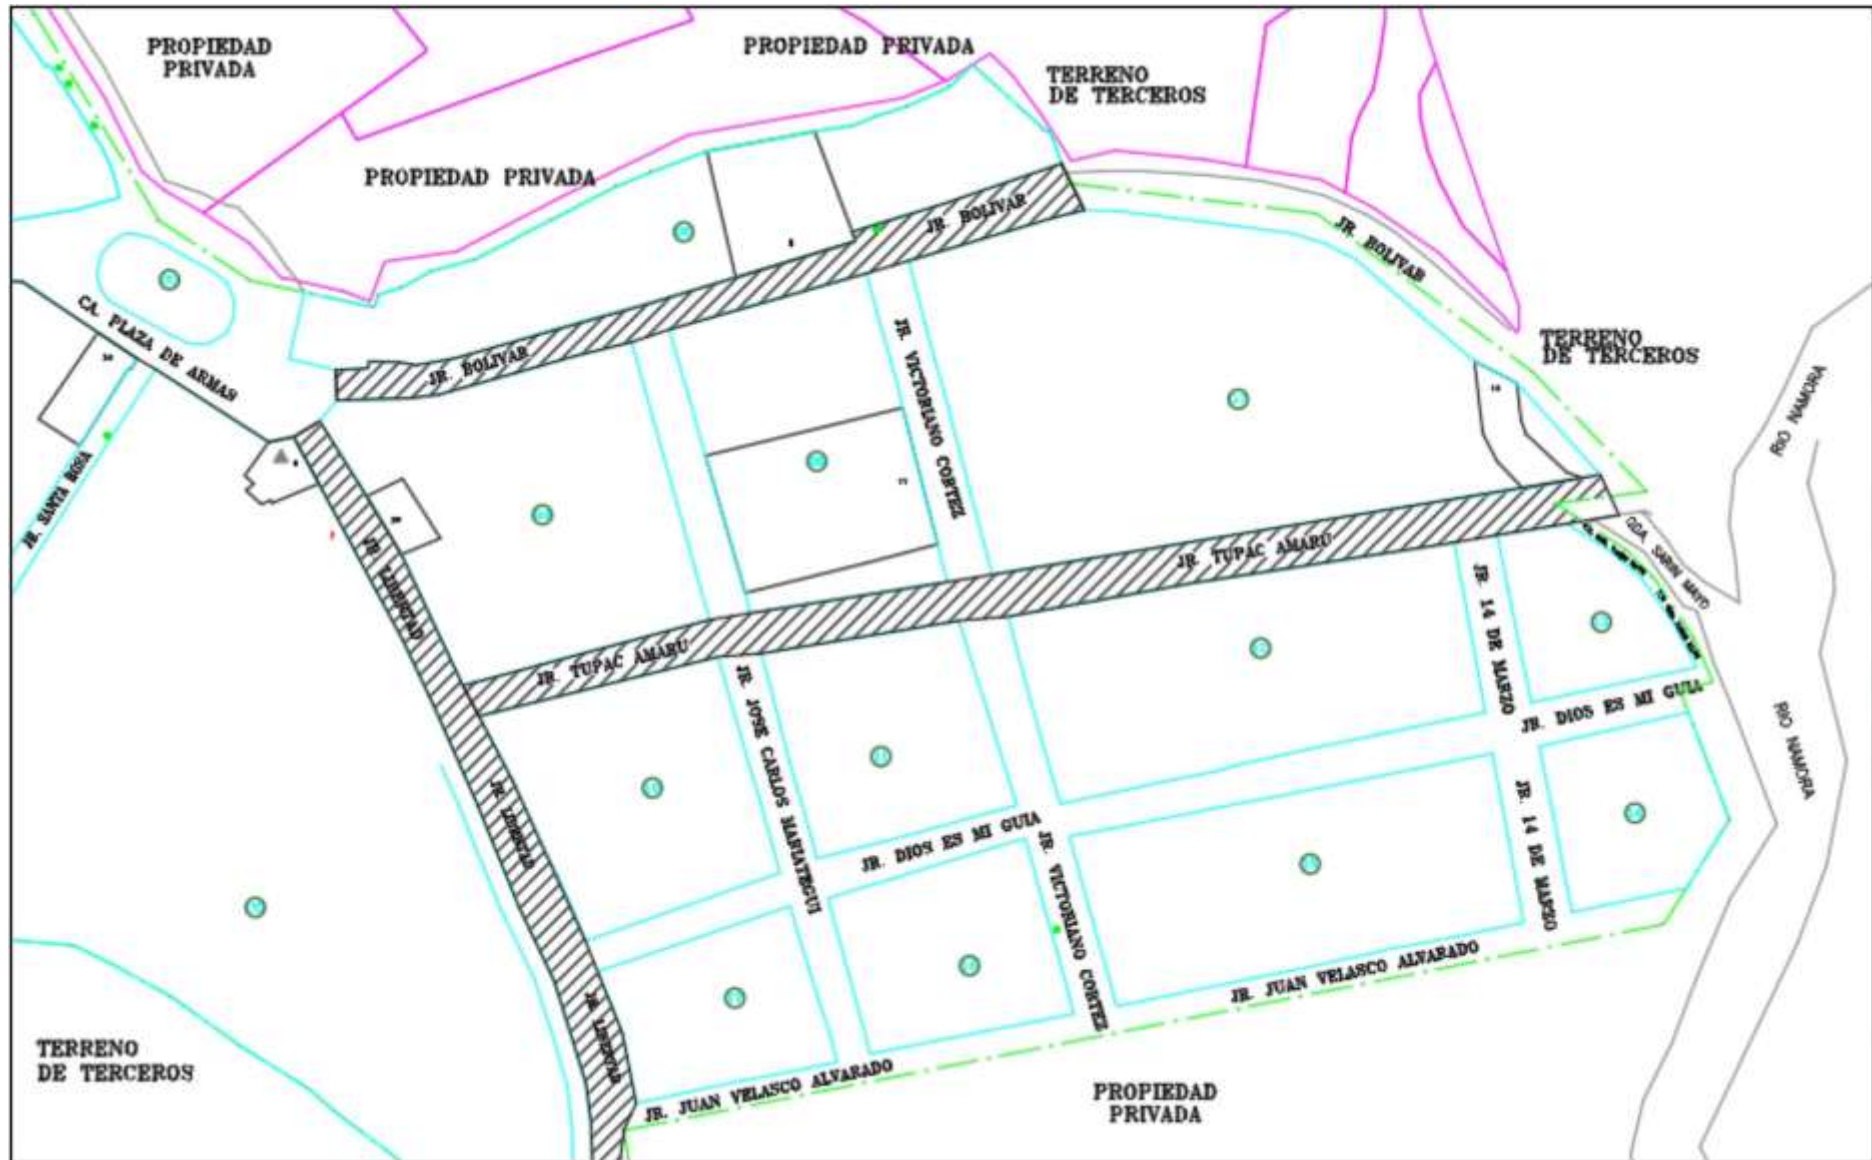 PROPIEDAD
PRIVADA
PROPIEDAD PRIVADA
TERRENO
DE TERCEROS
PROPIEDAD PRIVADA
JR. BOLIVAR
JR. BOLIVAR
CA. PLAZA DE ARMAS
JR. BOLIVAR
JR. VICTORIANO CORTEZ
TERRENO
DE TERCEROS
RIO NAMORA
JR. SANTA ROSA
JR. LIBERTAD
JR. TUPAC AMARU
QDA SARIN MAYO
JR. TUPAC AMARU
JR. 14 DE MARZO
JR. JOSE CARLOS MARIATEGUI
JR. DIOS ES MI GUIA
RIO NAMORA
JR. LIBERTAD
JR. DIOS ES MI GUIA
JR. VICTORIANO CORTEZ
JR. 14 DE MARZO
JR. LIBERTAD
JR. JUAN VELASCO ALVARADO
TERRENO
DE TERCEROS
JR. JUAN VELASCO ALVARADO
PROPIEDAD
PRIVADA